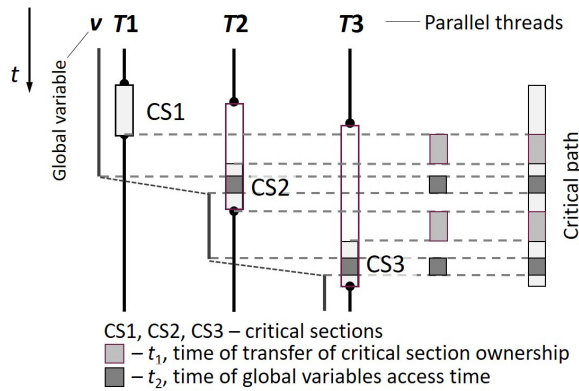 v T1 T2 T3 Parallel threads
t
Global variable
CS1
CS2
CS3
Critical path
CS1, CS2, CS3 – critical sections
– t1, time of transfer of critical section ownership
– t2, time of global variables access time